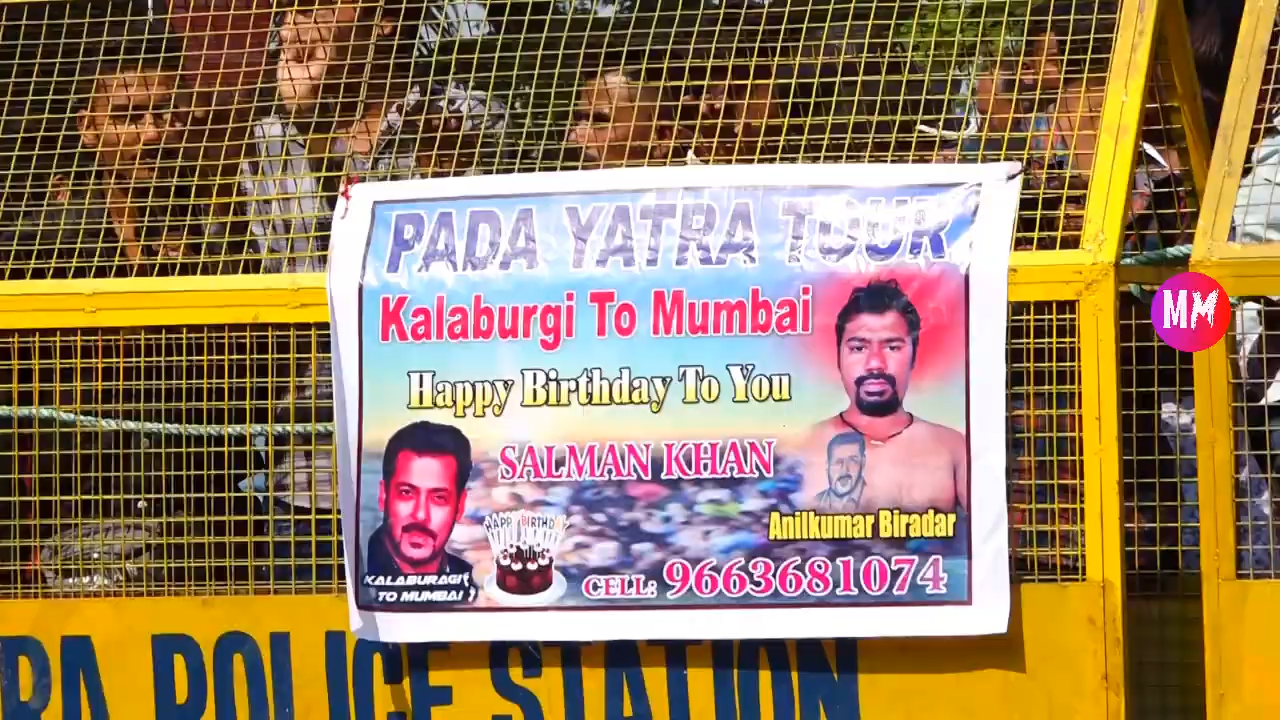 PADA YATRA TOUR
Kalaburgi To Mumbai
Happy Birthday To You
SALMAN KHAN
HAPPY BIRTHDAY
Anilkumar Biradar
KALABURAGI
TO MUMBAI
CELL: 9663681074
MM
RA POLICE STATION